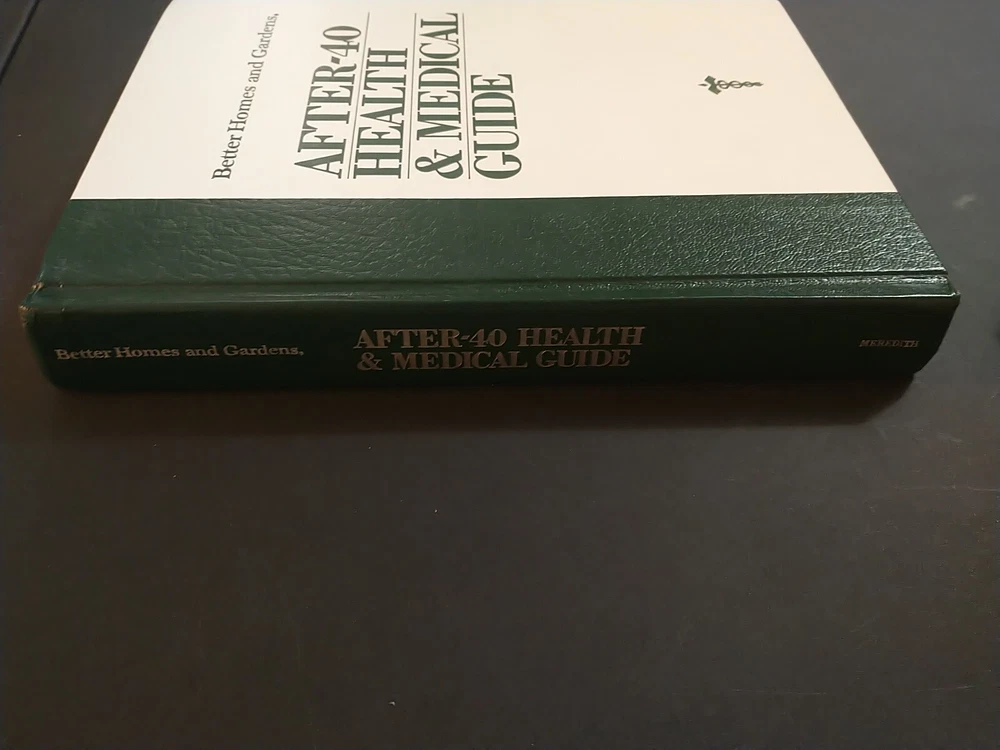 Better Homes and Gardens®
AFTER-40
HEALTH
& MEDICAL
GUIDE
Better Homes and Gardens®
AFTER-40 HEALTH
& MEDICAL GUIDE
MEREDITH